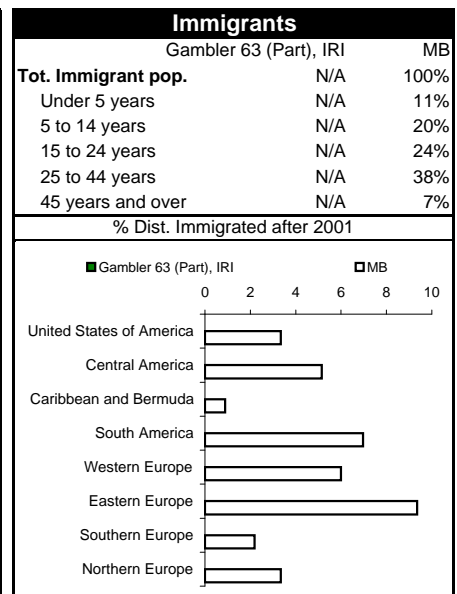 Immigrants
Gambler 63 (Part), IRI MB
Tot. Immigrant pop. N/A 100%
Under 5 years N/A 11%
5 to 14 years N/A 20%
15 to 24 years N/A 24%
25 to 44 years N/A 38%
45 years and over N/A 7%
% Dist. Immigrated after 2001
Gambler 63 (Part), IRI MB
0 2 4 6 8 10
United States of America
Central America
Caribbean and Bermuda
South America
Western Europe
Eastern Europe
Southern Europe
Northern Europe